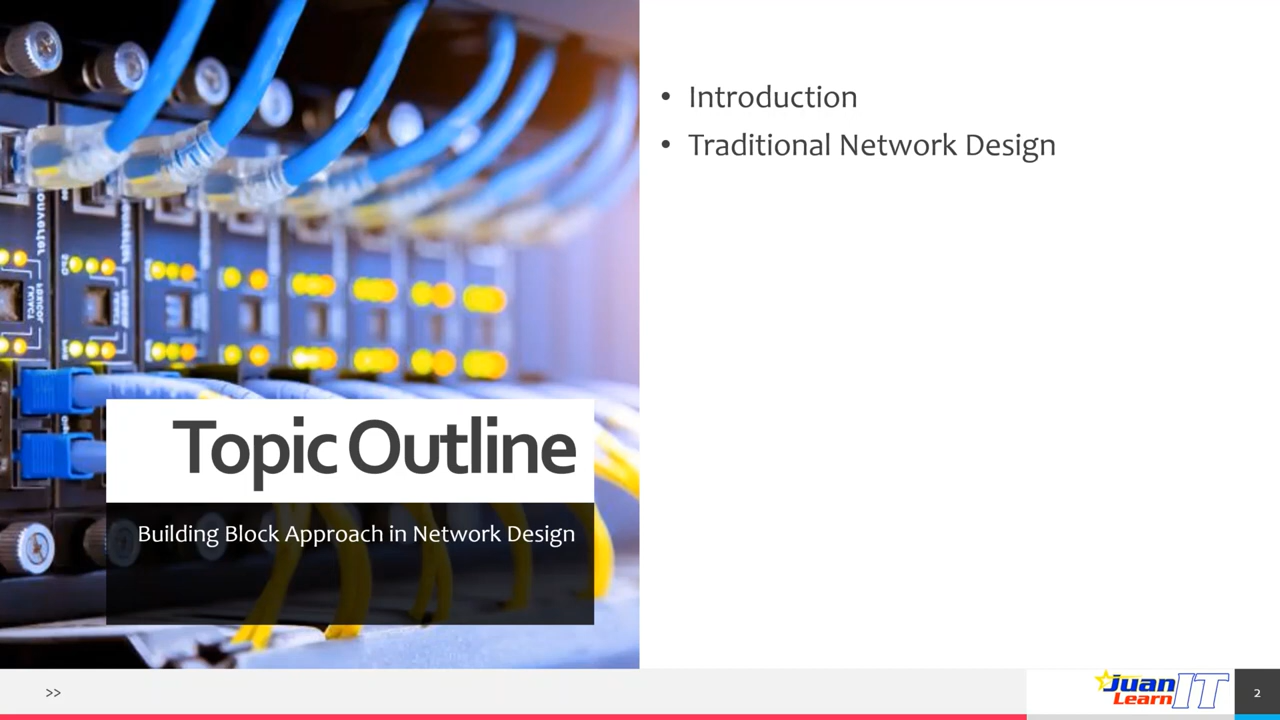 Introduction
Traditional Network Design
Topic Outline
Building Block Approach in Network Design
>>
Juan
Learn IT
2